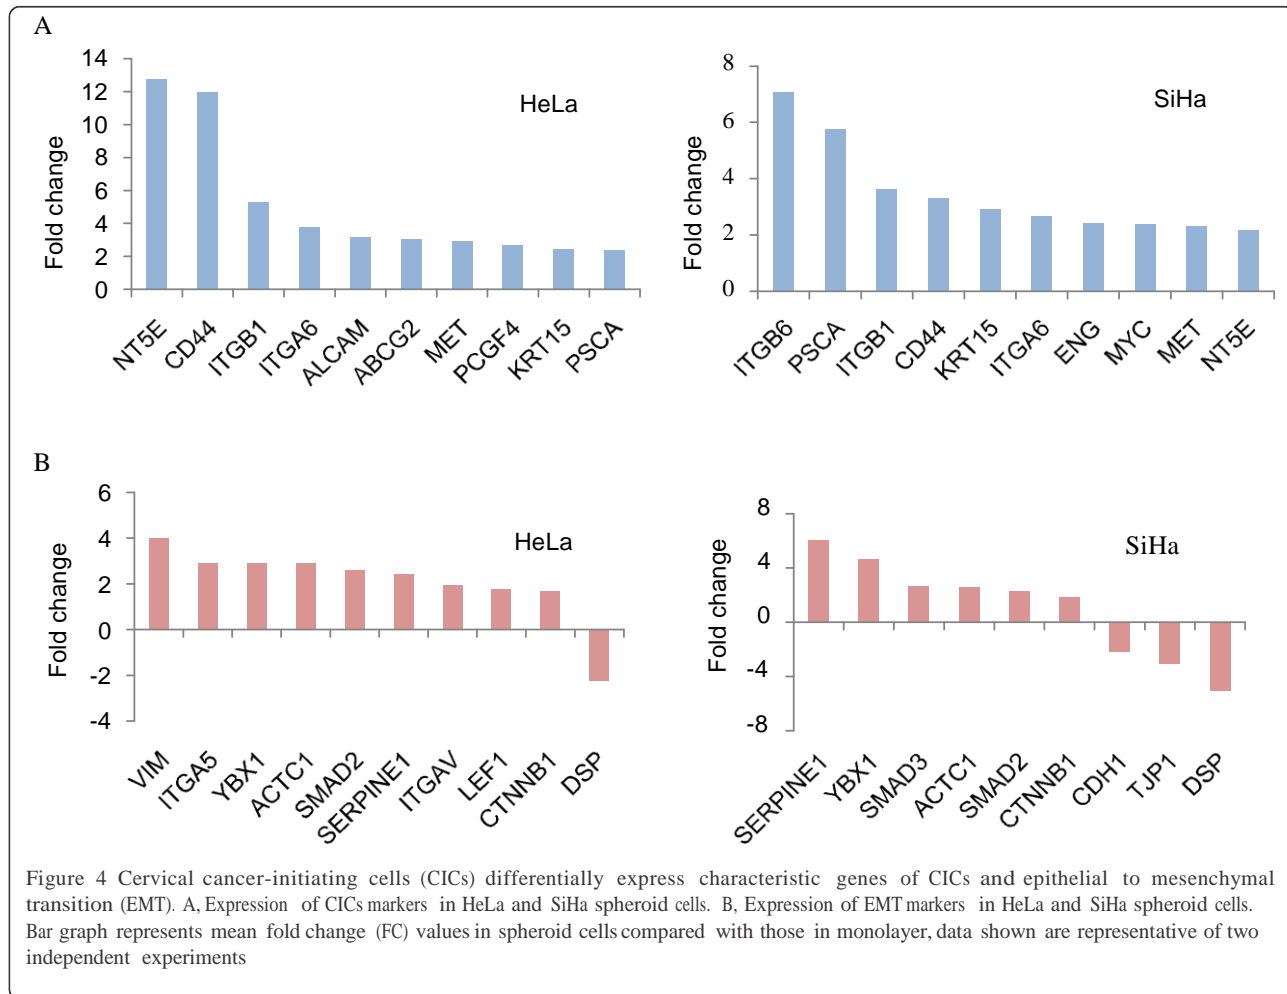 A
14
12
10
8
6
4
2
0
Fold change
HeLa
NT5E
CD44
ITGB1
ITGA6
ALCAM
ABCG2
MET
PCGF4
KRT15
PSCA
8
6
4
2
0
Fold change
SiHa
ITGB6
PSCA
ITGB1
CD44
KRT15
ITGA6
ENG
MYC
MET
NT5E
B
6
4
2
0
-2
-4
Fold change
HeLa
VIM
ITGA5
YBX1
ACTC1
SMAD2
SERPINE1
ITGAV
LEF1
CTNNB1
DSP
8
4
0
-4
-8
Fold change
SiHa
SERPINE1
YBX1
SMAD3
ACTC1
SMAD2
CTNNB1
CDH1
TJP1
DSP
Figure 4 Cervical cancer-initiating cells (CICs) differentially express characteristic genes of CICs and epithelial to mesenchymal
transition (EMT). A, Expression of CICs markers in HeLa and SiHa spheroid cells. B, Expression of EMT markers in HeLa and SiHa spheroid cells.
Bar graph represents mean fold change (FC) values in spheroid cells compared with those in monolayer, data shown are representative of two
independent experiments